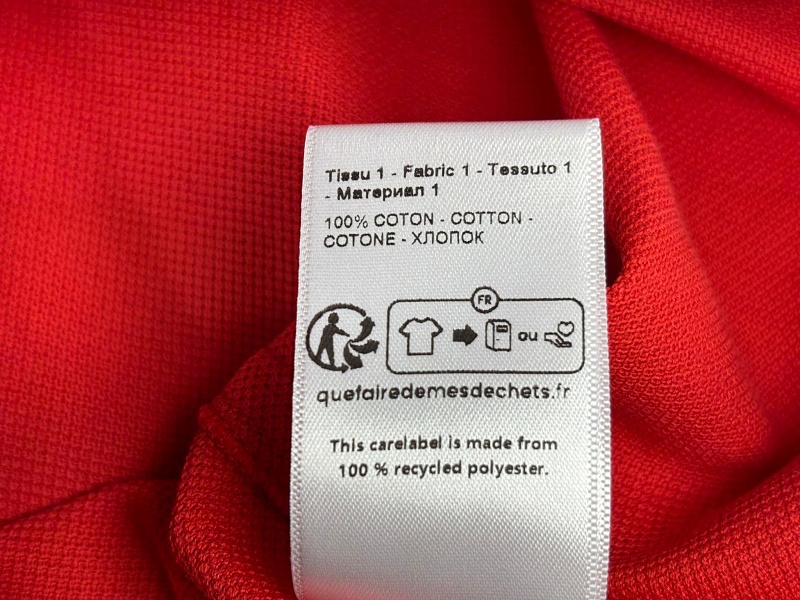 Tissu 1 - Fabric 1 - Tessuto 1
- Материал 1
100% COTON - COTTON -
COTONE - ХЛОПОК
FR
ou
quefairedemesdechets.fr
This carelabel is made from
100 % recycled polyester.